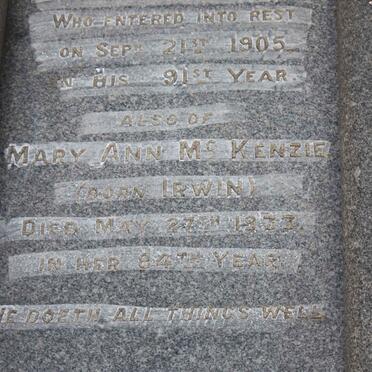 WHO ENTERED INTO REST
ON SEPR 21ST 1905
IN HIS 91ST YEAR
ALSO OF
MARY ANN MC KENZIE
(BORN IRWIN)
DIED MAY 27TH 1933
IN HER 84TH YEAR
HE DOETH ALL THINGS WELL